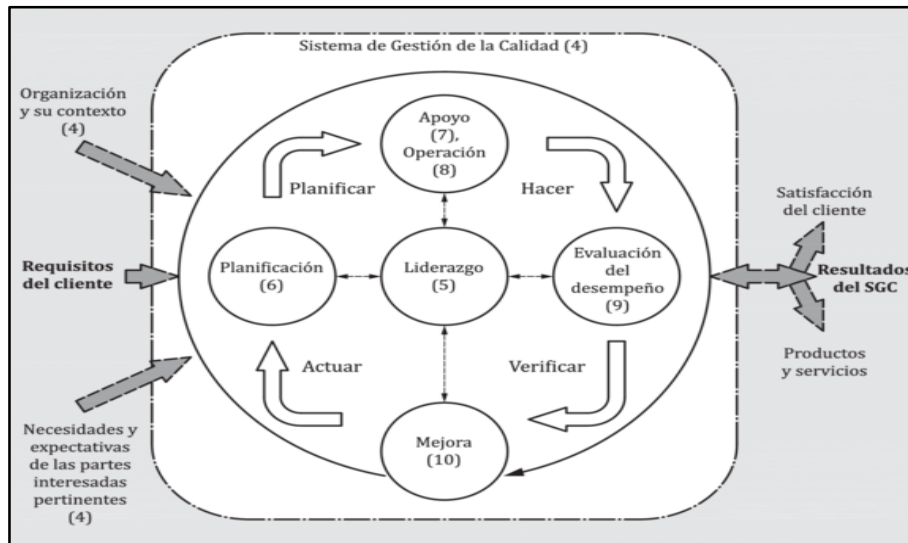 Sistema de Gestión de la Calidad (4)
Organización
y su contexto
(4)
Requisitos
del cliente
Necesidades y
expectativas
de las partes
interesadas
pertinentes
(4)
Apoyo
(7),
Operación
(8)
Planificar
Hacer
Planificación
(6)
Liderazgo
(5)
Evaluación
del
desempeño
(9)
Actuar
Verificar
Mejora
(10)
Satisfacción
del cliente
Resultados
del SGC
Productos
y servicios